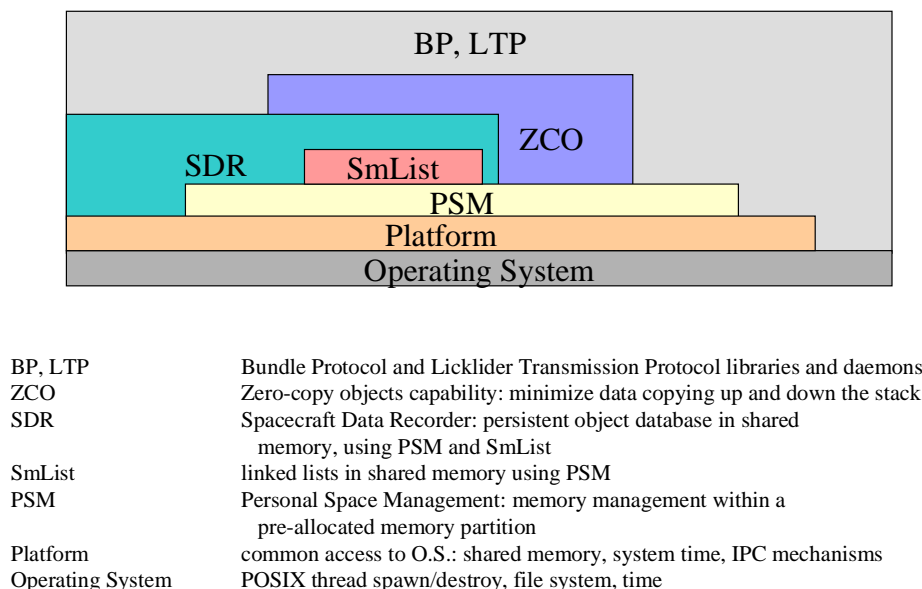 BP, LTP
ZCO
SDR
SmList
PSM
Platform
Operating System
BP, LTP Bundle Protocol and Licklider Transmission Protocol libraries and daemons
ZCO Zero-copy objects capability: minimize data copying up and down the stack
SDR Spacecraft Data Recorder: persistent object database in shared
memory, using PSM and SmList
SmList linked lists in shared memory using PSM
PSM Personal Space Management: memory management within a
pre-allocated memory partition
Platform common access to O.S.: shared memory, system time, IPC mechanisms
Operating System POSIX thread spawn/destroy, file system, time